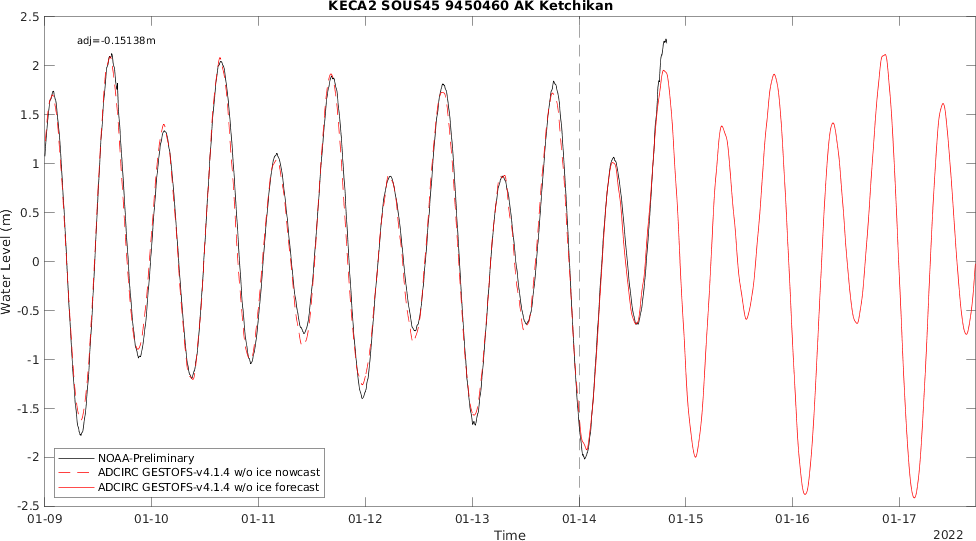 KECA2 SOUS45 9450460 AK Ketchikan
adj=-0.15138m
2.5
2
1.5
1
0.5
0
-0.5
-1
-1.5
-2
-2.5
Water Level (m)
NOAA-Preliminary
ADCIRC GESTOFS-v4.1.4 w/o ice nowcast
ADCIRC GESTOFS-v4.1.4 w/o ice forecast
01-09 01-10 01-11 01-12 01-13 01-14 01-15 01-16 01-17
Time
2022